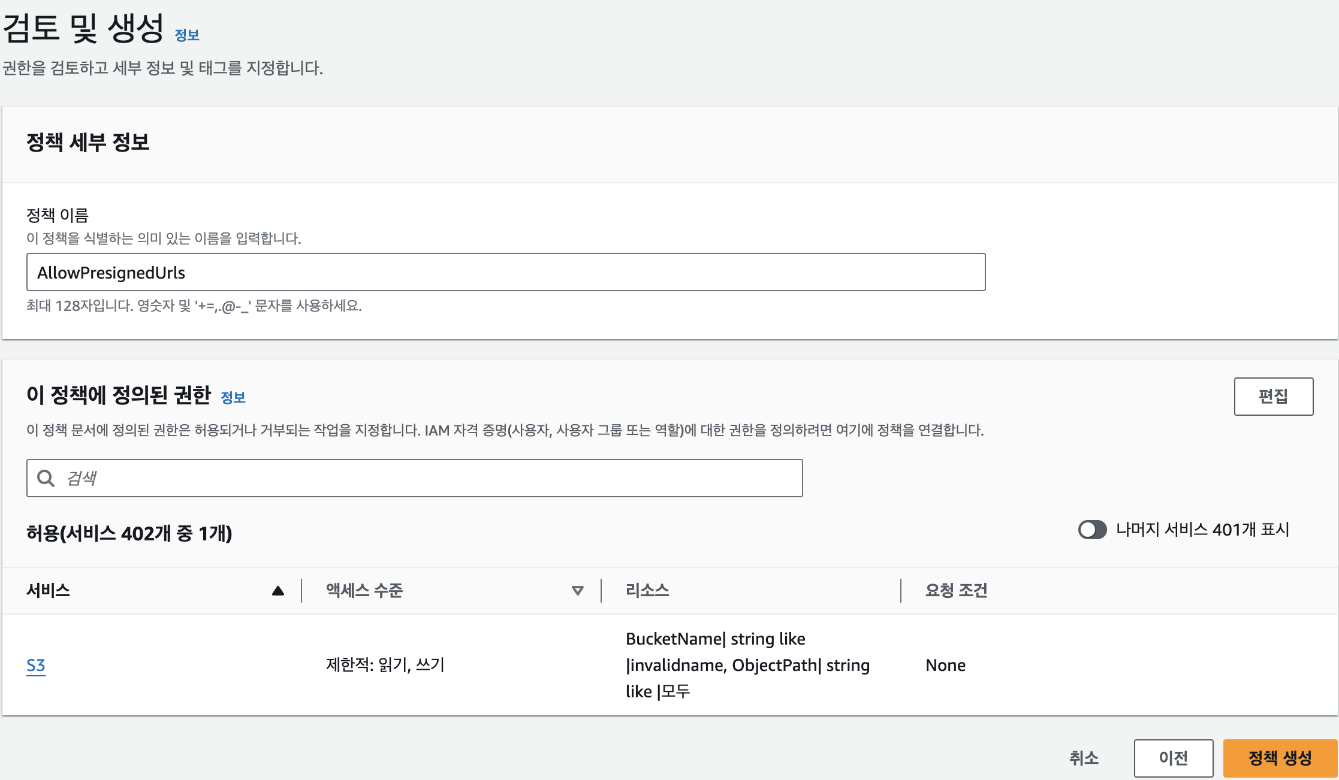 검토 및 생성 정보
권한을 검토하고 세부 정보 및 태그를 지정합니다.
정책 세부 정보
정책 이름
이 정책을 식별하는 의미 있는 이름을 입력합니다.
AllowPresignedUrls
최대 128자입니다. 영숫자 및 '+=,.@-_' 문자를 사용하세요.
이 정책에 정의된 권한 정보
편집
이 정책 문서에 정의된 권한은 허용되거나 거부되는 작업을 지정합니다. IAM 자격 증명(사용자, 사용자 그룹 또는 역할)에 대한 권한을 정의하려면 여기에 정책을 연결합니다.
검색
허용(서비스 402개 중 1개)
나머지 서비스 401개 표시
서비스 액세스 수준 리소스 요청 조건
S3
제한적: 읽기, 쓰기
BucketName| string like
|invalidname, ObjectPath| string
like |모두
None
취소 이전 정책 생성